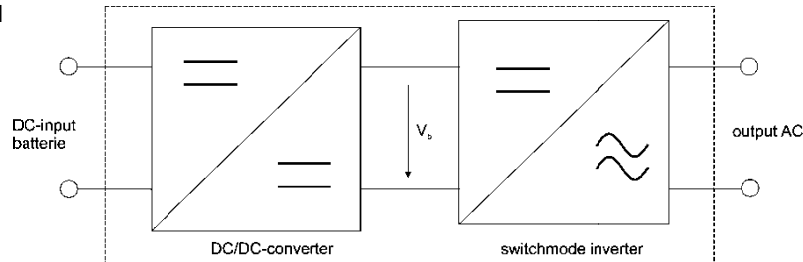 DC-input
batterie
V_b
output AC
DC/DC-converter
switchmode inverter